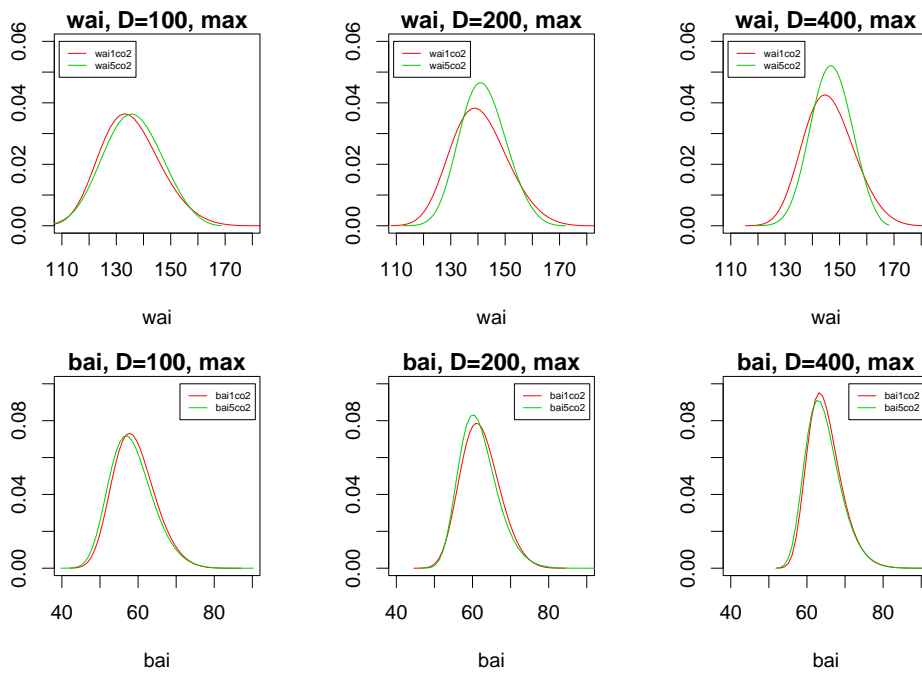 wai, D=100, max
wai1co2
wai5co2
0.00 0.02 0.04 0.06
110 130 150 170
wai
wai, D=200, max
wai1co2
wai5co2
0.00 0.02 0.04 0.06
110 130 150 170
wai
wai, D=400, max
wai1co2
wai5co2
0.00 0.02 0.04 0.06
110 130 150 170
wai
bai, D=100, max
bai1co2
bai5co2
0.00 0.04 0.08
40 60 80
bai
bai, D=200, max
bai1co2
bai5co2
0.00 0.04 0.08
40 60 80
bai
bai, D=400, max
bai1co2
bai5co2
0.00 0.04 0.08
40 60 80
bai